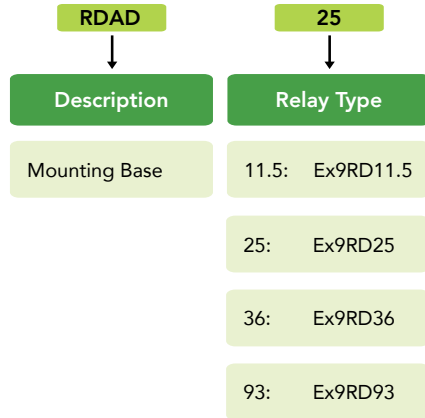 RDAD 25
Description Relay Type
Mounting Base 11.5: Ex9RD11.5
25: Ex9RD25
36: Ex9RD36
93: Ex9RD93